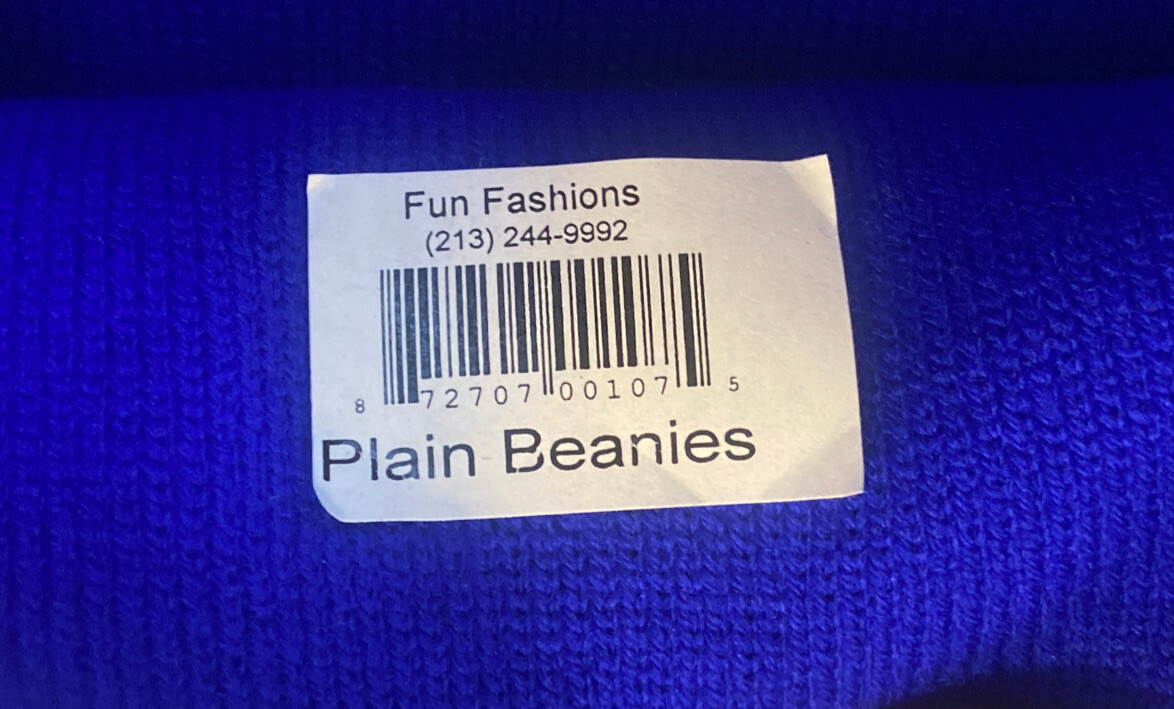 Fun Fashions
(213) 244-9992
8 72707 00107 5
Plain Beanies